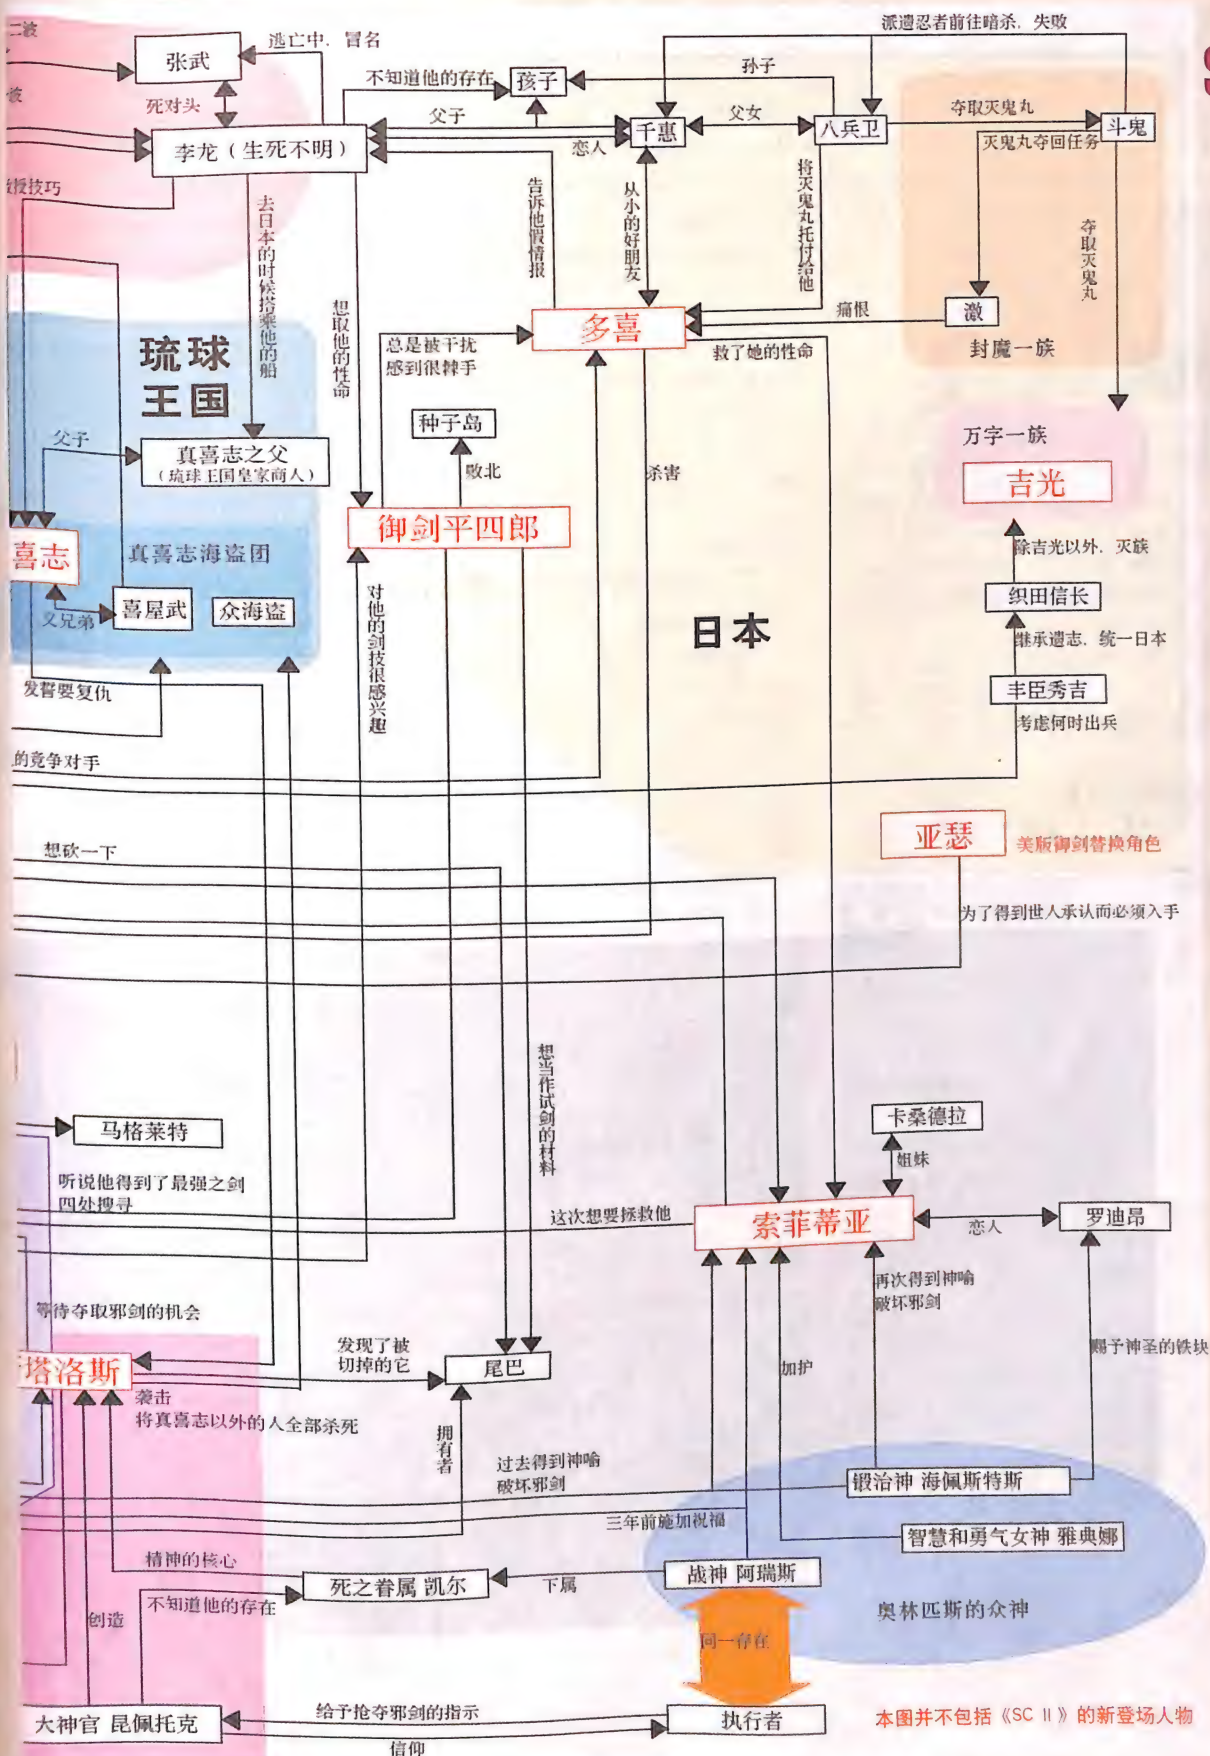 二波
派遣忍者前往暗杀.失败
张武
逃亡中.冒名
不知道他的存在
孩子
孙子
死对头
父子
千惠
父女
八兵卫
夺取灭鬼丸
斗鬼
李龙（生死不明）
恋人
灭鬼丸夺回任务
授技巧
去日本的时候搭乘他的船
想取他的性命
告诉他假情报
从小的好朋友
将灭鬼丸托付给他
夺取灭鬼丸
多喜
痛恨
激
救了她的性命
封魔一族
琉球
王国
总是被干扰
感到很棘手
种子岛
败北
杀害
万字一族
吉光
父子
真喜志之父
（琉球王国皇家商人）
御剑平四郎
除吉光以外.灭族
喜志
真喜志海盗团
喜屋武
众海盗
义兄弟
对他的剑技很感兴趣
日本
织田信长
继承遗志.统一日本
丰臣秀吉
考虑何时出兵
发誓要复仇
的竞争对手
想砍一下
亚瑟
美版御剑替换角色
为了得到世人承认而必须入手
想当作试剑的材料
马格莱特
卡桑德拉
姐妹
听说他得到了最强之剑
四处搜寻
这次想要拯救他
索菲蒂亚
恋人
罗迪昂
再次得到神喻
破坏邪剑
等待夺取邪剑的机会
塔洛斯
发现了被
切掉的它
尾巴
加护
赐予神圣的铁块
袭击
将真喜志以外的人全部杀死
拥有者
过去得到神喻
破坏邪剑
锻治神 海佩斯特斯
三年前施加祝福
智慧和勇气女神 雅典娜
精神的核心
死之眷属 凯尔
下属
战神 阿瑞斯
不知道他的存在
创造
奥林匹斯的众神
同一存在
大神官 昆佩托克
给予抢夺邪剑的指示
信仰
执行者
本图并不包括《SC II》的新登场人物